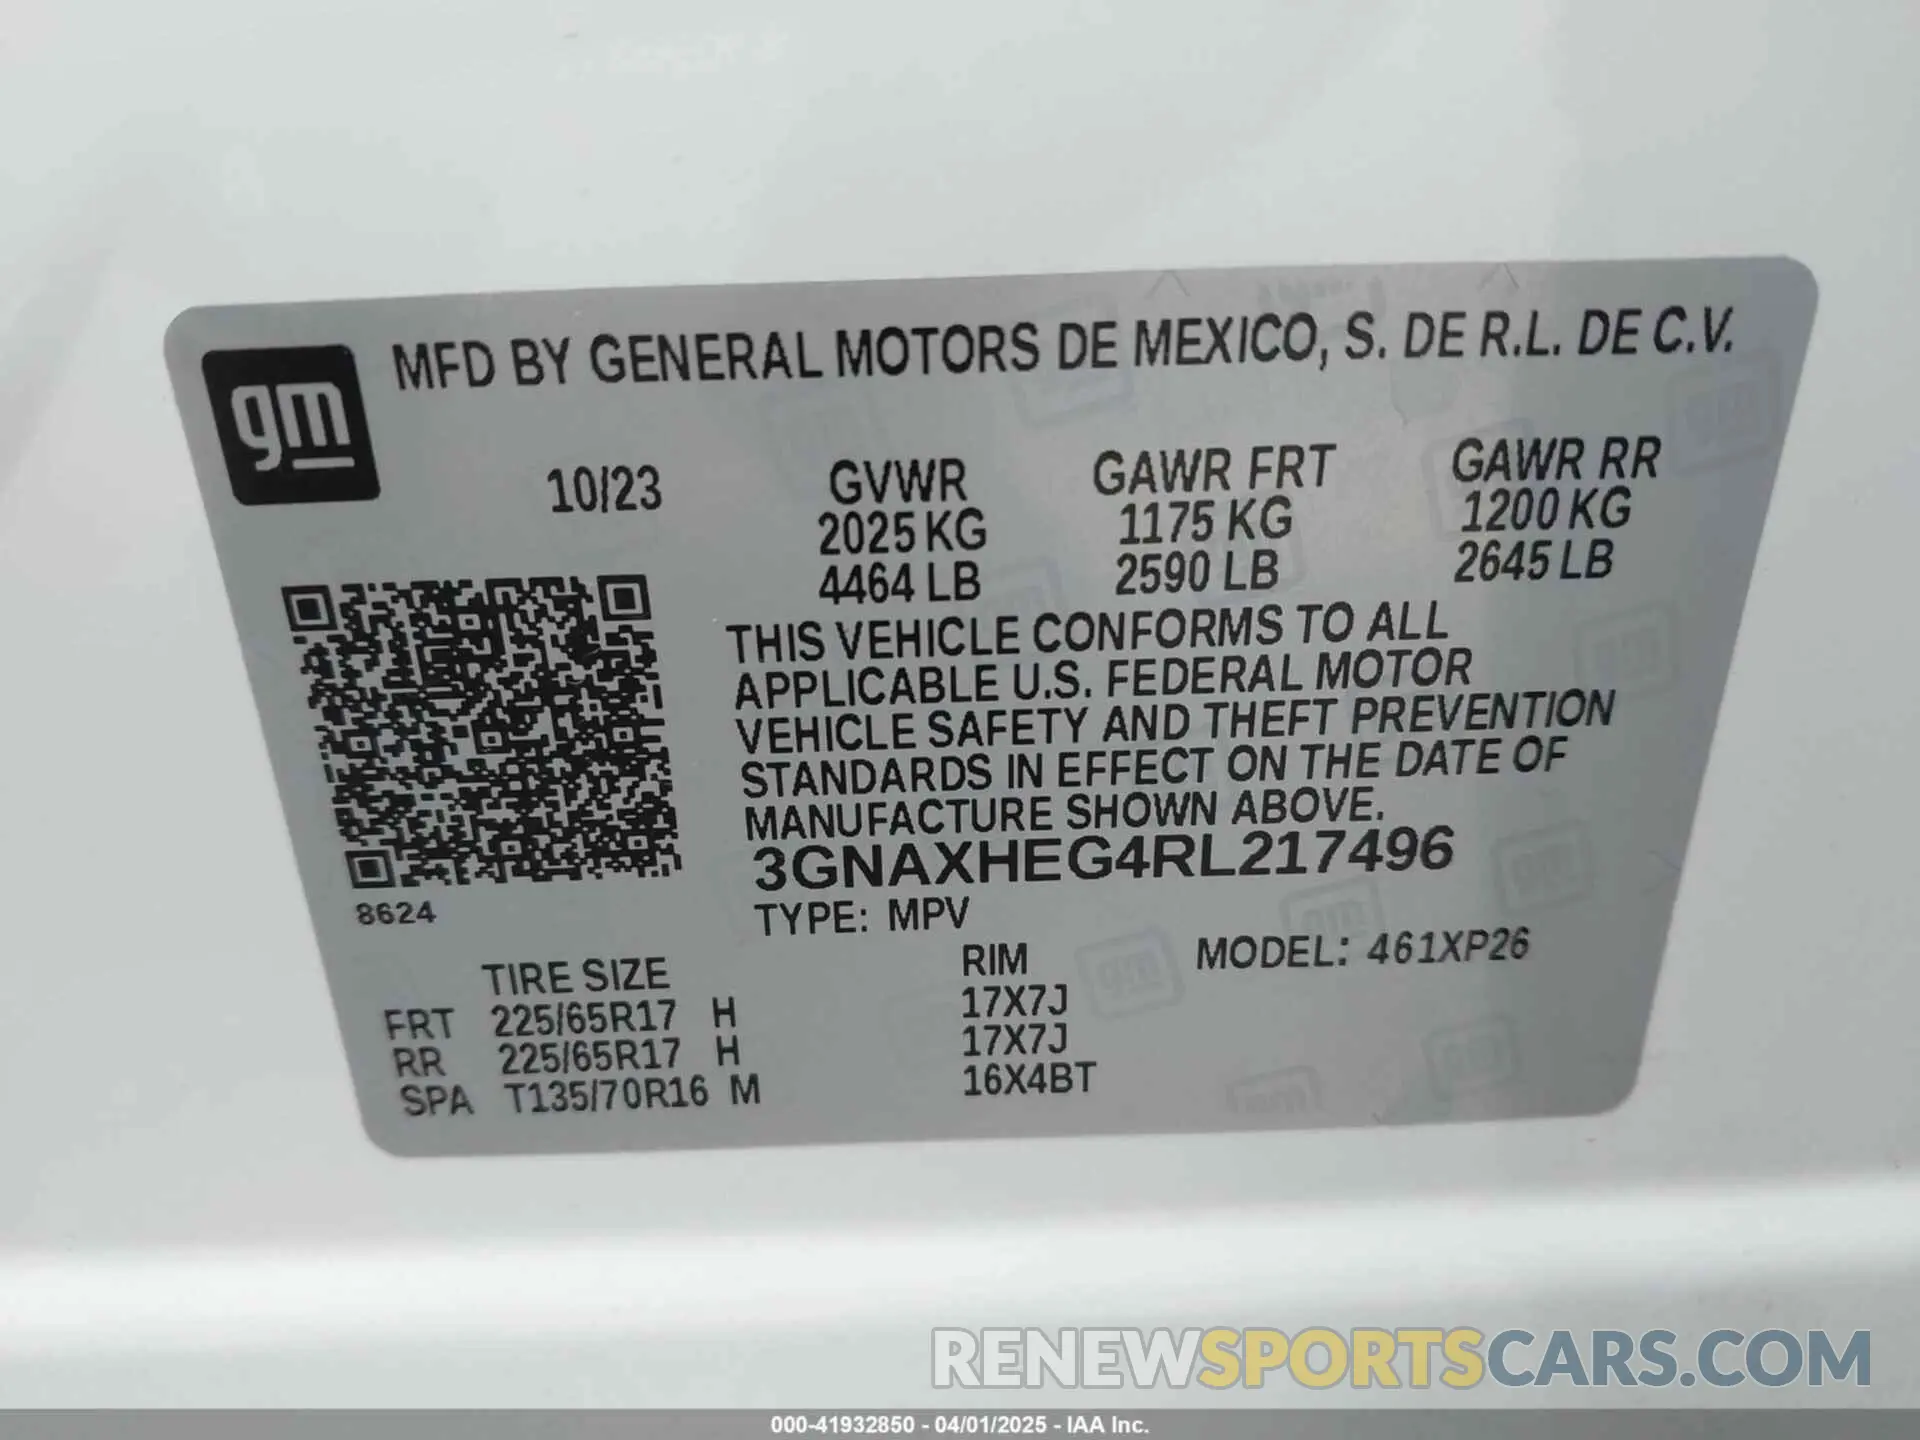 MFD BY GENERAL MOTORS DE MEXICO, S. DE R.L. DE C.V.
gm
10/23
GVWR GAWR FRT GAWR RR
2025 KG 1175 KG 1200 KG
4464 LB 2590 LB 2645 LB
THIS VEHICLE CONFORMS TO ALL
APPLICABLE U.S. FEDERAL MOTOR
VEHICLE SAFETY AND THEFT PREVENTION
STANDARDS IN EFFECT ON THE DATE OF
MANUFACTURE SHOWN ABOVE.
3GNAXHEG4RL217496
8624
TYPE: MPV
TIRE SIZE RIM MODEL: 461XP26
FRT 225/65R17 H 17X7J
RR 225/65R17 H 17X7J
SPA T135/70R16 M 16X4BT
RENEWSPORTSCARS.COM
000-41932850 - 04/01/2025 - IAA Inc.